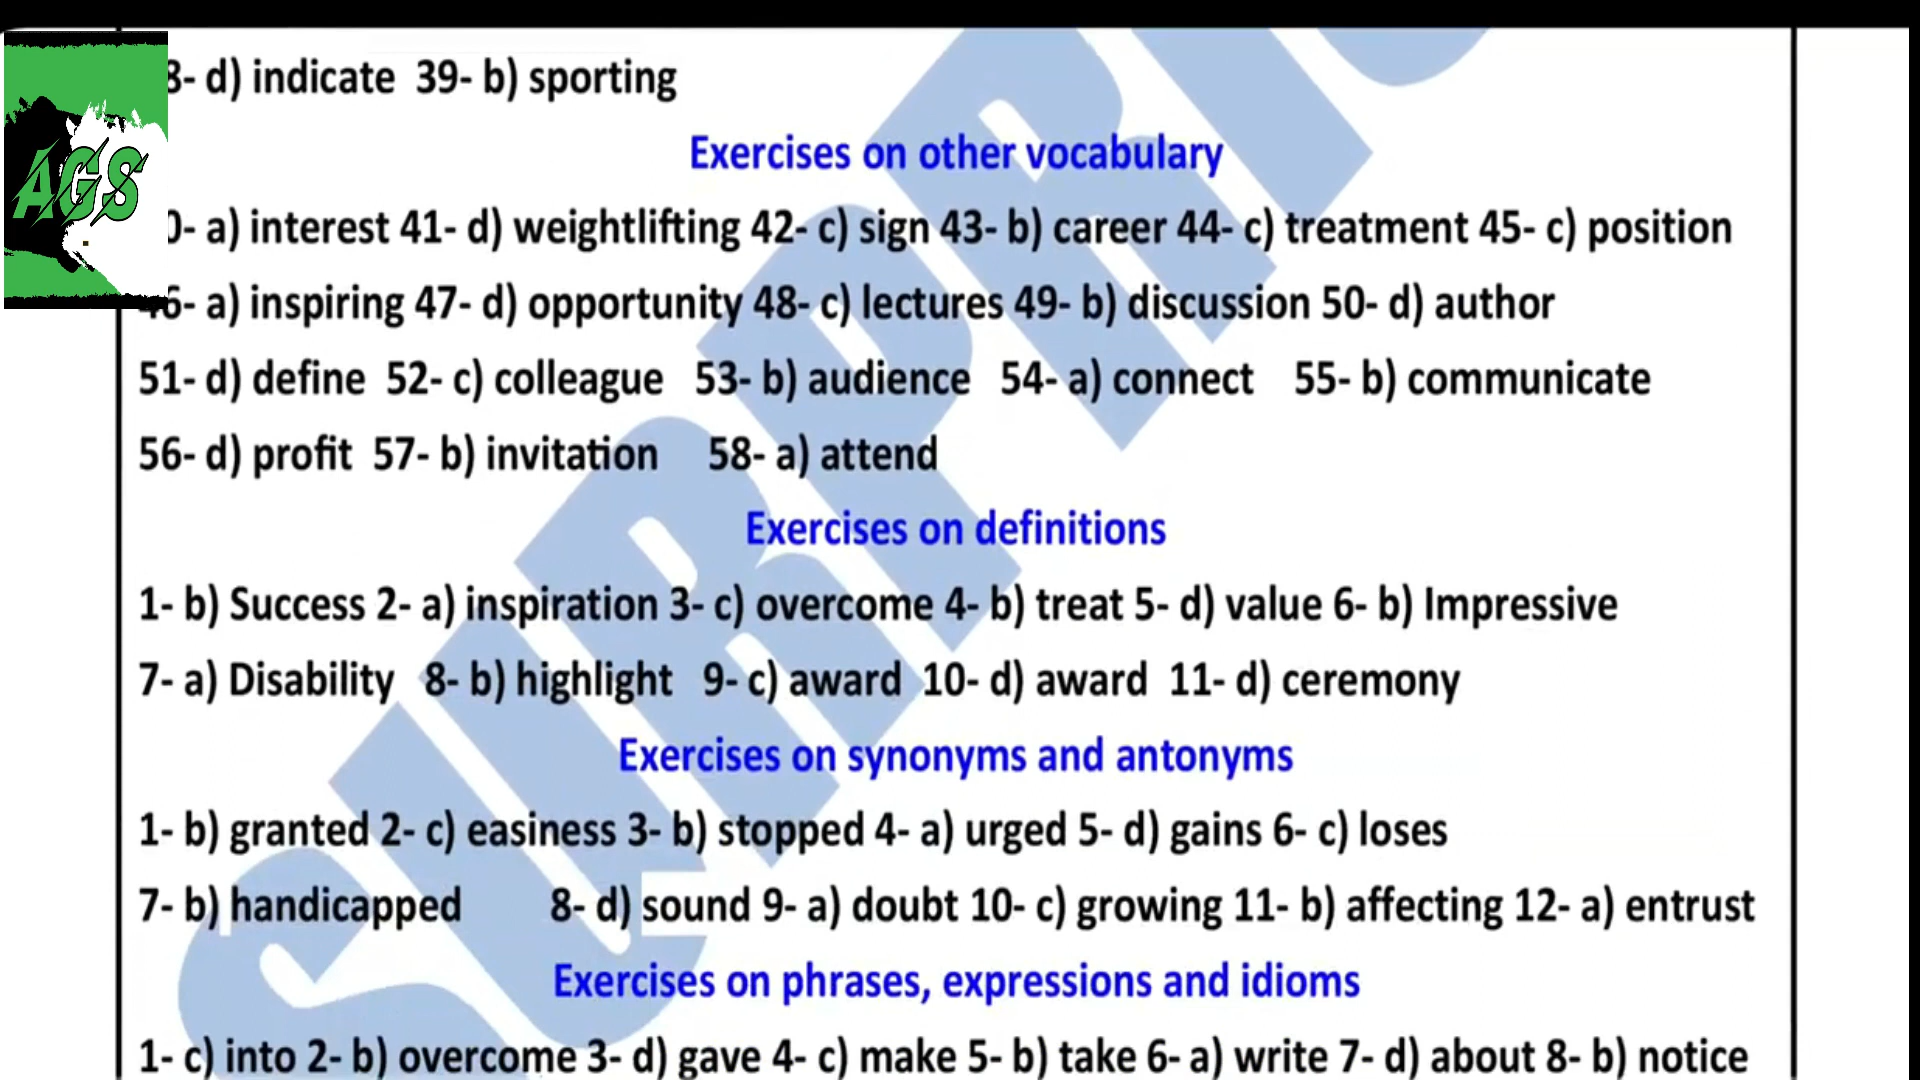 8- d) indicate 39- b) sporting
Exercises on other vocabulary
0- a) interest 41- d) weightlifting 42- c) sign 43- b) career 44- c) treatment 45- c) position
6- a) inspiring 47- d) opportunity 48- c) lectures 49- b) discussion 50- d) author
51- d) define 52- c) colleague 53- b) audience 54- a) connect 55- b) communicate
56- d) profit 57- b) invitation 58- a) attend
Exercises on definitions
1- b) Success 2- a) inspiration 3- c) overcome 4- b) treat 5- d) value 6- b) Impressive
7- a) Disability 8- b) highlight 9- c) award 10- d) award 11- d) ceremony
Exercises on synonyms and antonyms
1- b) granted 2- c) easiness 3- b) stopped 4- a) urged 5- d) gains 6- c) loses
7- b) handicapped 8- d) sound 9- a) doubt 10- c) growing 11- b) affecting 12- a) entrust
Exercises on phrases, expressions and idioms
1- c) into 2- b) overcome 3- d) gave 4- c) make 5- b) take 6- a) write 7- d) about 8- b) notice
AGS